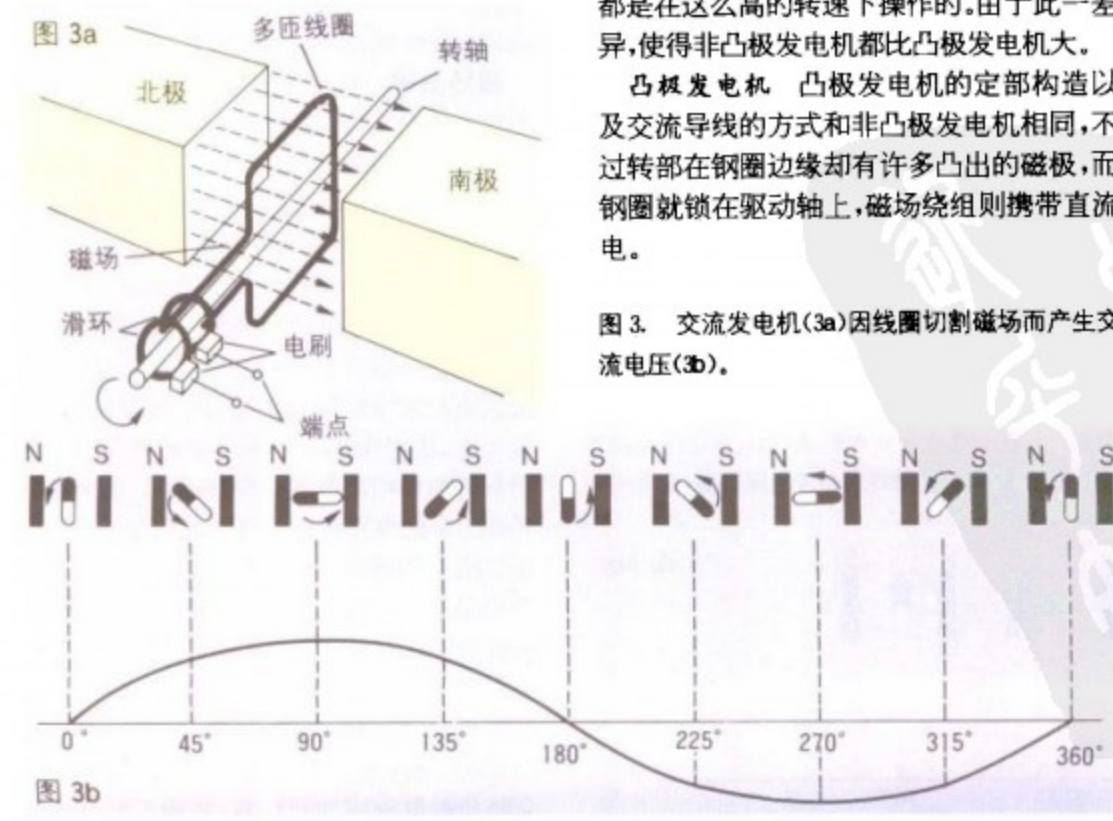 图 3a
多匝线圈
转轴
北极
南极
磁场
滑环
电刷
端点
都是在这么高的转速下操作的。由于此一差
异,使得非凸极发电机都比凸极发电机大。
凸极发电机 凸极发电机的定部构造以
及交流导线的方式和非凸极发电机相同,不
过转部在钢圈边缘却有许多凸出的磁极,而
钢圈就锁在驱动轴上,磁场绕组则携带直流
电。
图 3. 交流发电机(3a)因线圈切割磁场而产生交
流电压(3b)。
N S N S N S N S N S N S N S N S N S
0° 45° 90° 135° 180° 225° 270° 315° 360°
图 3b